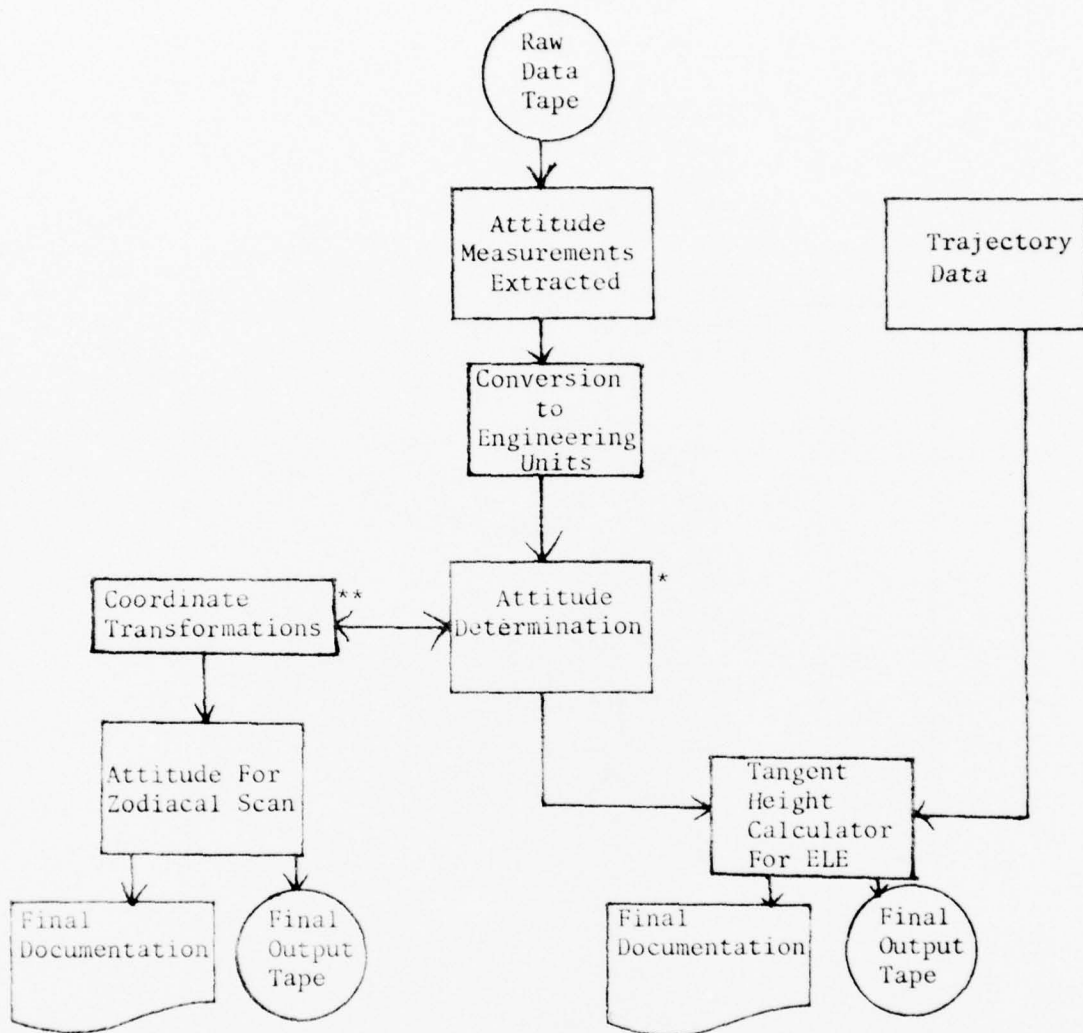 Raw
Data
Tape
Attitude
Measurements
Extracted
Trajectory
Data
Conversion
to
Engineering
Units
Attitude
Determination
*
Coordinate
Transformations
**
Attitude For
Zodiacal Scan
Tangent
Height
Calculator
For ELE
Final
Documentation
Final
Output
Tape
Final
Documentation
Final
Output
Tape